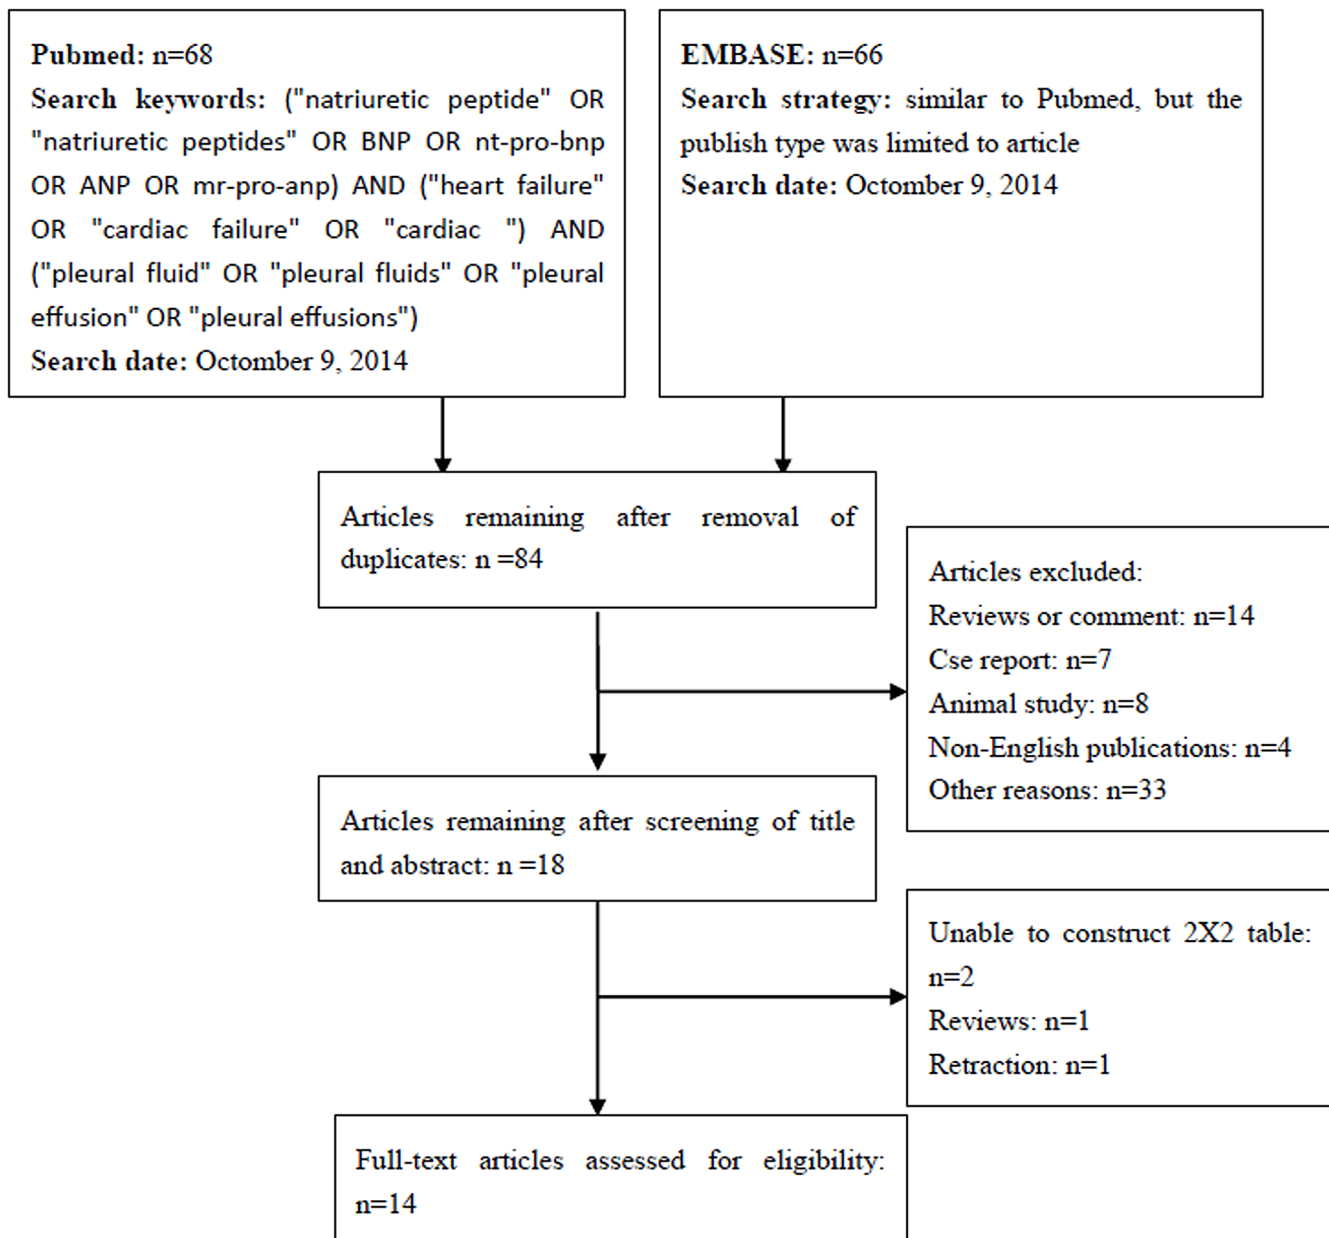 Pubmed: n=68
Search keywords: ("natriuretic peptide" OR
"natriuretic peptides" OR BNP OR nt-pro-bnp
OR ANP OR mr-pro-anp) AND ("heart failure"
OR "cardiac failure" OR "cardiac ") AND
("pleural fluid" OR "pleural fluids" OR "pleural
effusion" OR "pleural effusions")
Search date: Octomber 9, 2014
EMBASE: n=66
Search strategy: similar to Pubmed, but the
publish type was limited to article
Search date: Octomber 9, 2014
Articles remaining after removal of
duplicates: n =84
Articles excluded:
Reviews or comment: n=14
Cse report: n=7
Animal study: n=8
Non-English publications: n=4
Other reasons: n=33
Articles remaining after screening of title
and abstract: n =18
Unable to construct 2X2 table:
n=2
Reviews: n=1
Retraction: n=1
Full-text articles assessed for eligibility:
n=14